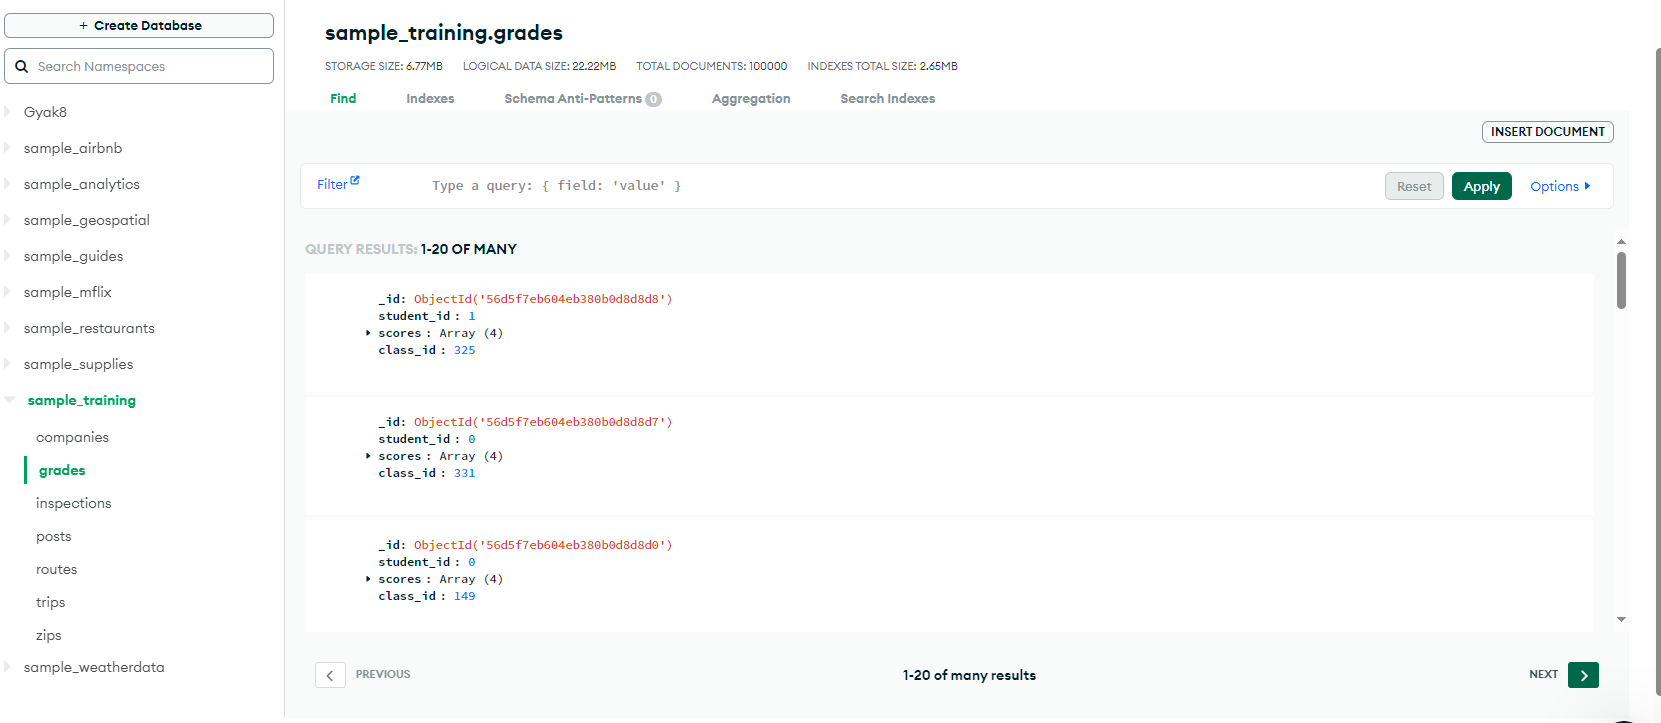 + Create Database
Search Namespaces
Gyak8
sample_airbnb
sample_analytics
sample_geospatial
sample_guides
sample_mflix
sample_restaurants
sample_supplies
sample_training
companies
grades
inspections
posts
routes
trips
zips
sample_weatherdata
sample_training.grades
STORAGE SIZE: 6.77MB LOGICAL DATA SIZE: 22.22MB TOTAL DOCUMENTS: 100000 INDEXES TOTAL SIZE: 2.65MB
Find Indexes Schema Anti-Patterns 0 Aggregation Search Indexes
INSERT DOCUMENT
Filter Type a query: { field: 'value' } Reset Apply Options
QUERY RESULTS: 1-20 OF MANY
_id: ObjectId('56d5f7eb604eb380b0d8d8d8')
student_id : 1
scores : Array (4)
class_id : 325
_id: ObjectId('56d5f7eb604eb380b0d8d8d7')
student_id : 0
scores : Array (4)
class_id : 331
_id: ObjectId('56d5f7eb604eb380b0d8d8d0')
student_id : 0
scores : Array (4)
class_id : 149
PREVIOUS 1-20 of many results NEXT